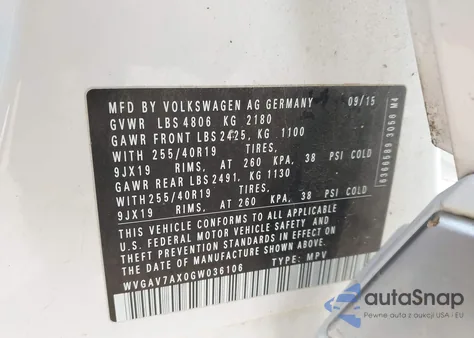 MFD BY VOLKSWAGEN AG GERMANY 09/15
GVWR LBS 4806 KG 2180
GAWR FRONT LBS 2425, KG 1100
WITH 255/40R19 TIRES,
9JX19 RIMS, AT 260 KPA, 38 PSI COLD
GAWR REAR LBS 2491, KG 1130
WITH 255/40R19 TIRES,
9JX19 RIMS, AT 260 KPA, 38 PSI COLD
THIS VEHICLE CONFORMS TO ALL APPLICABLE
U.S. FEDERAL MOTOR VEHICLE SAFETY AND
THEFT PREVENTION STANDARDS IN EFFECT ON
THE DATE OF MANUFACTURE SHOWN ABOVE.
WVGAV7AX0GW036106 TYPE: MPV
autoSnap
Pewne auto z USA i Kanady